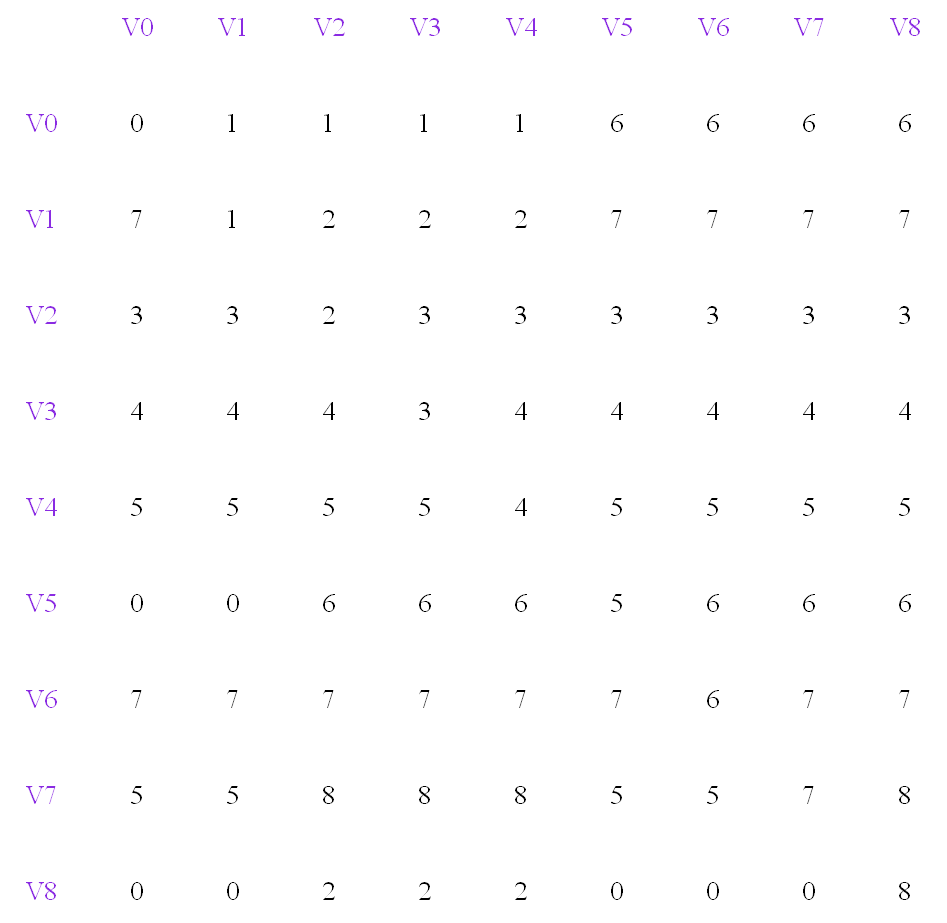 V0 V1 V2 V3 V4 V5 V6 V7 V8
V0 0 1 1 1 1 6 6 6 6
V1 7 1 2 2 2 7 7 7 7
V2 3 3 2 3 3 3 3 3 3
V3 4 4 4 3 4 4 4 4 4
V4 5 5 5 5 4 5 5 5 5
V5 0 0 6 6 6 5 6 6 6
V6 7 7 7 7 7 7 6 7 7
V7 5 5 8 8 8 5 5 7 8
V8 0 0 2 2 2 0 0 0 8